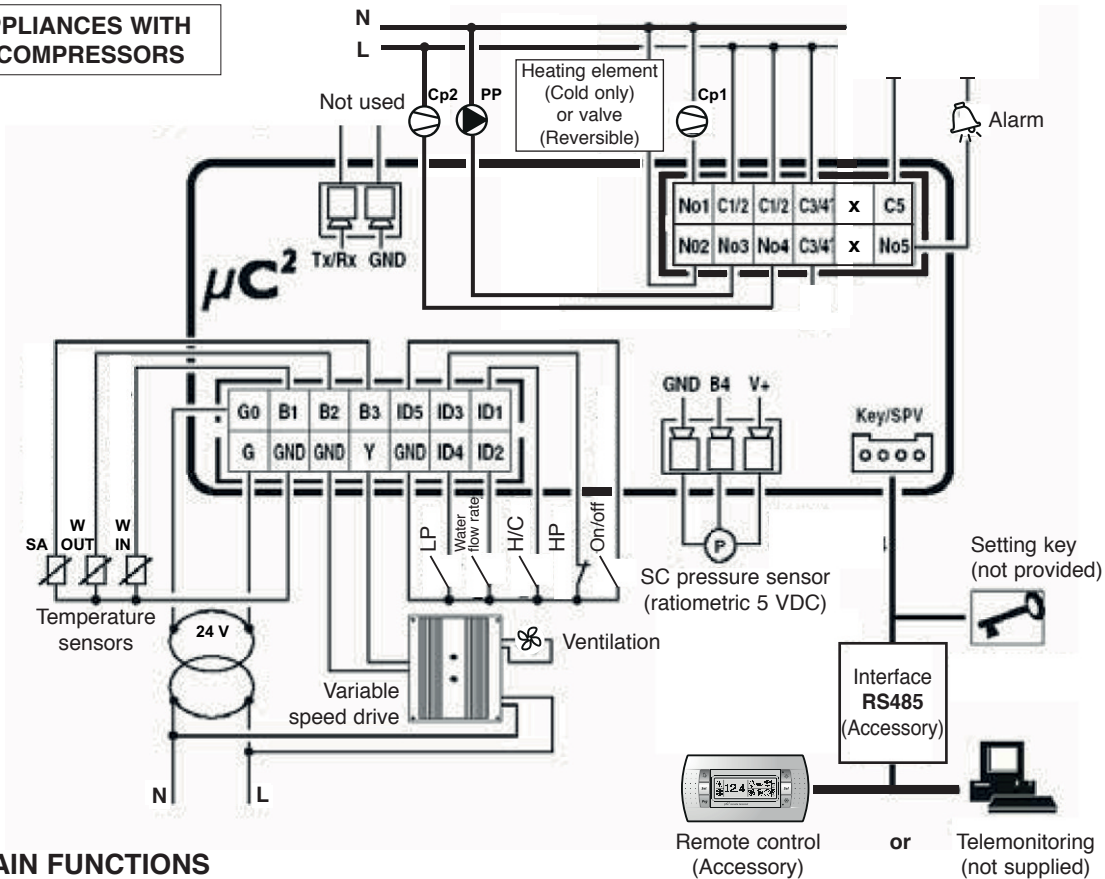 PPLIANCES WITH
COMPRESSORS
N
L
Not used
Cp2
PP
Heating element
(Cold only)
or valve
(Reversible)
Cp1
Alarm
No1 C1/2 C1/2 C3/4 x C5
N02 No3 No4 C3/4 x No5
Tx/Rx GND
µC²
G0 B1 B2 B3 ID5 ID3 ID1
G GND GND Y GND ID4 ID2
GND B4 V+
Key/SPV
SA
W
OUT
W
IN
Temperature
sensors
LP
Water
flow rate
H/C
HP
On/off
P
SC pressure sensor
(ratiometric 5 VDC)
Setting key
(not provided)
24 V
Ventilation
Variable
speed drive
Interface
RS485
(Accessory)
N
L
12.4
Remote control
(Accessory)
or
Telemonitoring
(not supplied)
AIN FUNCTIONS